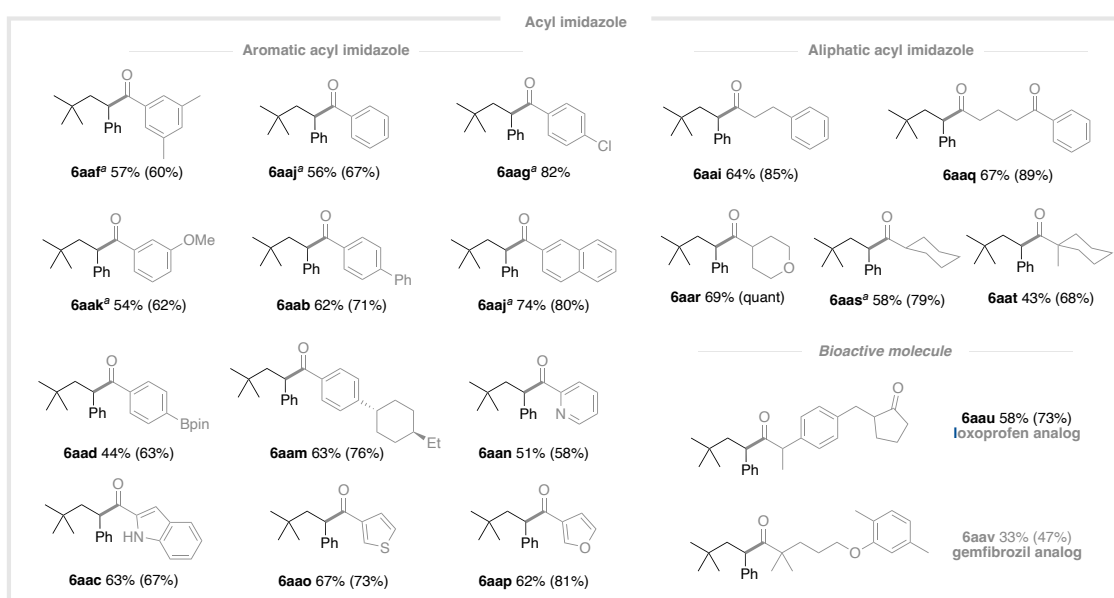 Acyl imidazole
Aromatic acyl imidazole
Aliphatic acyl imidazole
O
Ph
6aafᵃ 57% (60%)
O
Ph
6aajᵃ 56% (67%)
O
Ph
Cl
6aagᵃ 82%
O
Ph
6aai 64% (85%)
O
O
Ph
6aaq 67% (89%)
O
OMe
Ph
6aakᵃ 54% (62%)
O
Ph
Ph
6aab 62% (71%)
O
Ph
6aajᵃ 74% (80%)
O
Ph
O
6aar 69% (quant)
O
Ph
6aasᵃ 58% (79%)
O
Ph
6aat 43% (68%)
O
Ph
Bpin
6aad 44% (63%)
O
Ph
Et
6aam 63% (76%)
O
Ph
N
6aan 51% (58%)
Bioactive molecule
O
O
Ph
6aau 58% (73%)
loxoprofen analog
O
Ph
HN
6aac 63% (67%)
O
Ph
S
6aao 67% (73%)
O
Ph
O
6aap 62% (81%)
O
O
Ph
6aav 33% (47%)
gemfibrozil analog